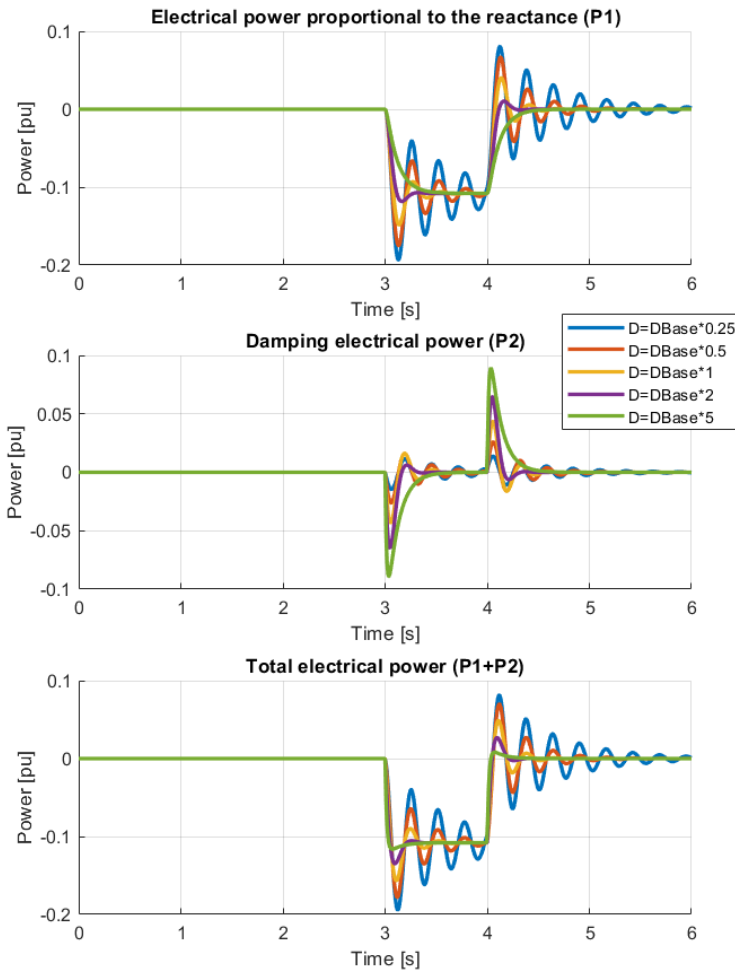 Electrical power proportional to the reactance (P1)
0.1
0
-0.1
-0.2
Power [pu]
0 1 2 3 4 5 6
Time [s]
Damping electrical power (P2)
D=DBase*0.25
D=DBase*0.5
D=DBase*1
D=DBase*2
D=DBase*5
0.1
0.05
0
-0.05
-0.1
Power [pu]
0 1 2 3 4 5 6
Time [s]
Total electrical power (P1+P2)
0.1
0
-0.1
-0.2
Power [pu]
0 1 2 3 4 5 6
Time [s]